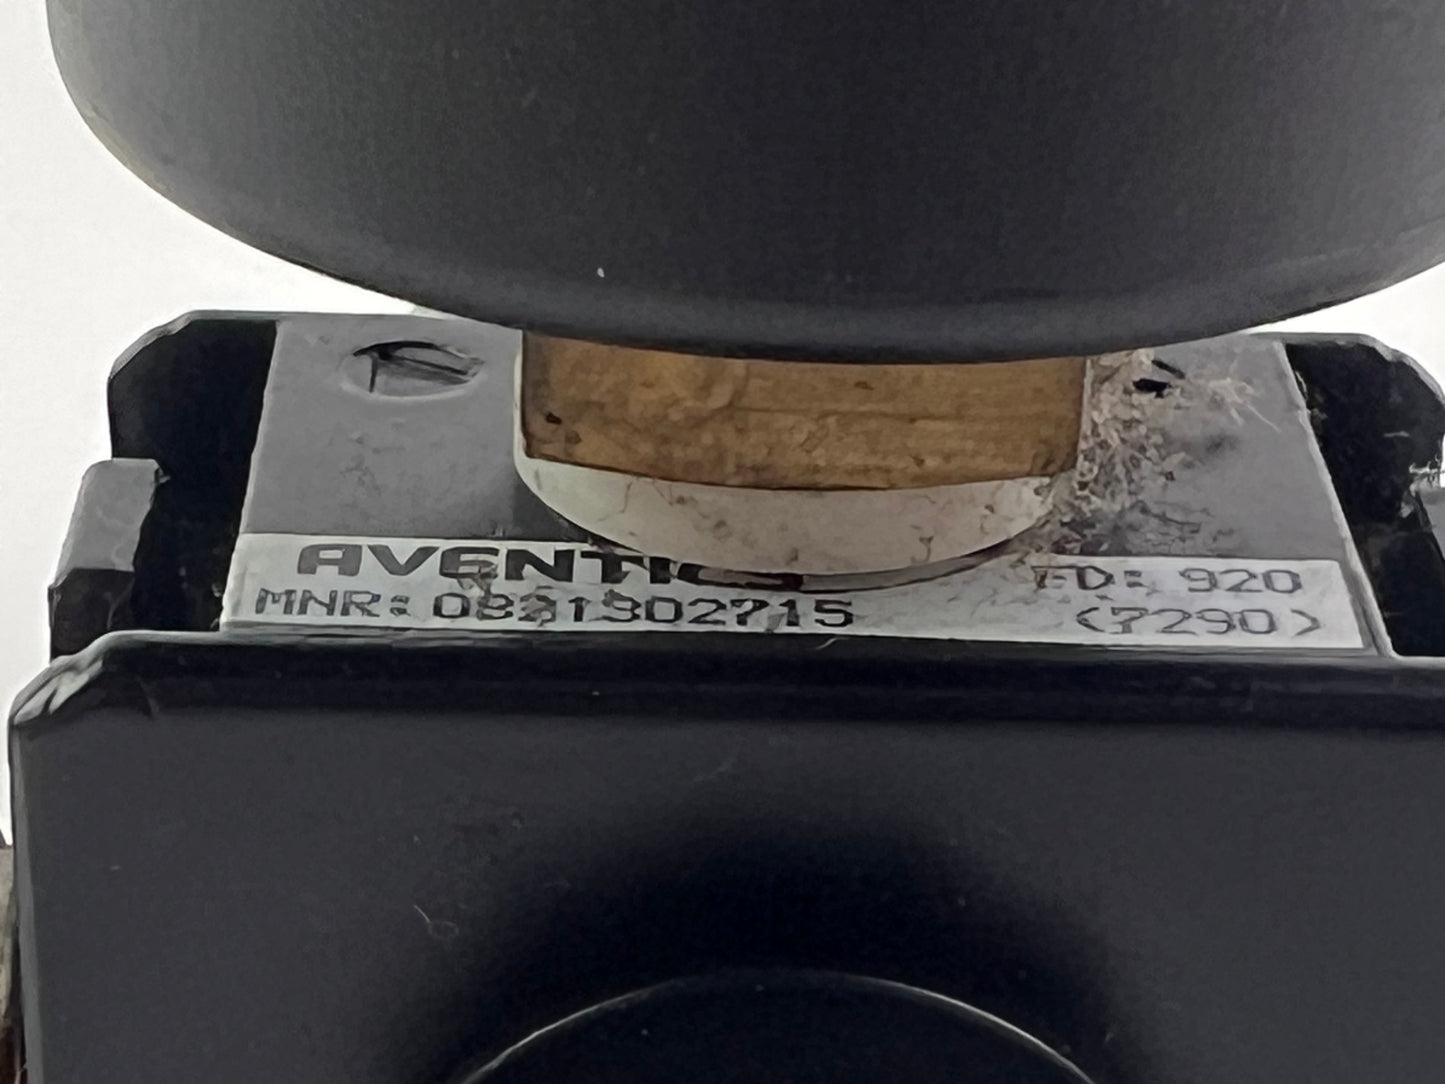 AVENTICS
MNR: 0821302715
FD: 920
(7290)